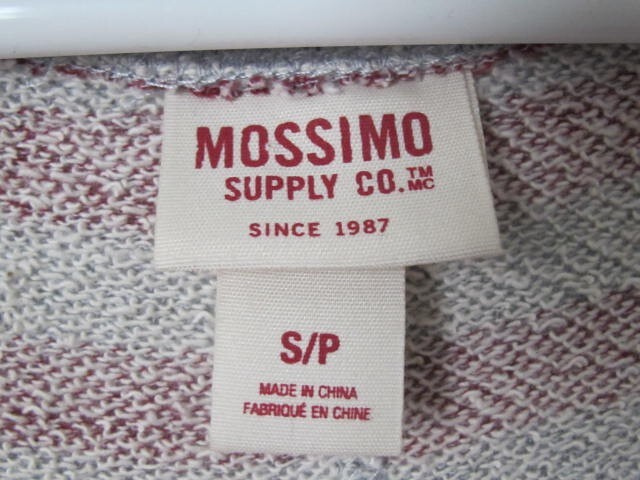 MOSSIMO
SUPPLY CO.™ MC
SINCE 1987
S/P
MADE IN CHINA
FABRIQUÉ EN CHINE